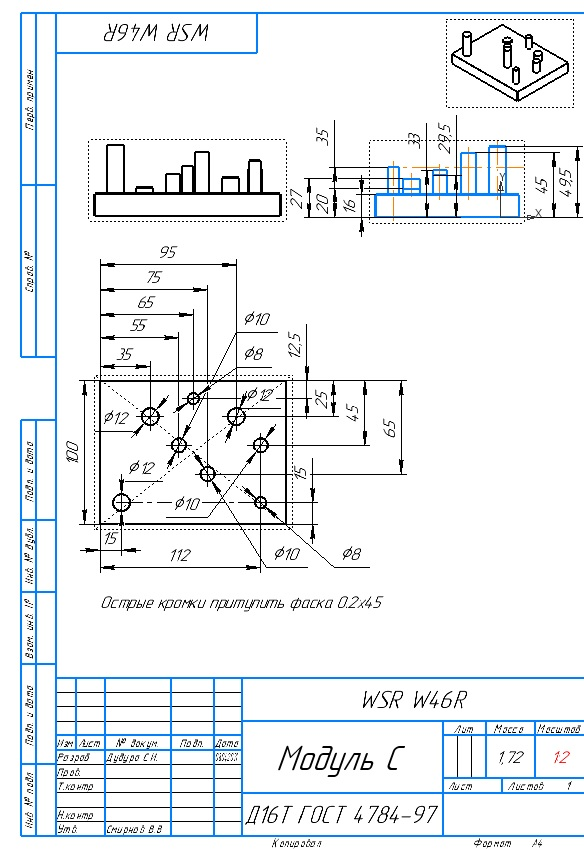 WSR W46R
Перв. примен
Справ. №
Подп. и дата
Инв. № дубл.
Взам. инв. №
Подп. и дата
Инв. № подл
35
33
29,5
27
20
16
45
49,5
Y
X
95
75
65
55
35
ϕ10
ϕ8
12,5
ϕ12
25
45
65
ϕ12
100
ϕ12
15
ϕ10
15
ϕ10
ϕ8
112
Острые кромки притупить фаска 0.2x45
WSR W46R
Лит Масса Масштаб
Изм Лист № докум. Подп. Дата
Разраб
Модуль С
1,72 1:2
Проб.
Т.контр
Лист Листов 1
Н.контр
Д16Т ГОСТ 4784-97
Утв. Смирнов В.В
Копировал Формат А4